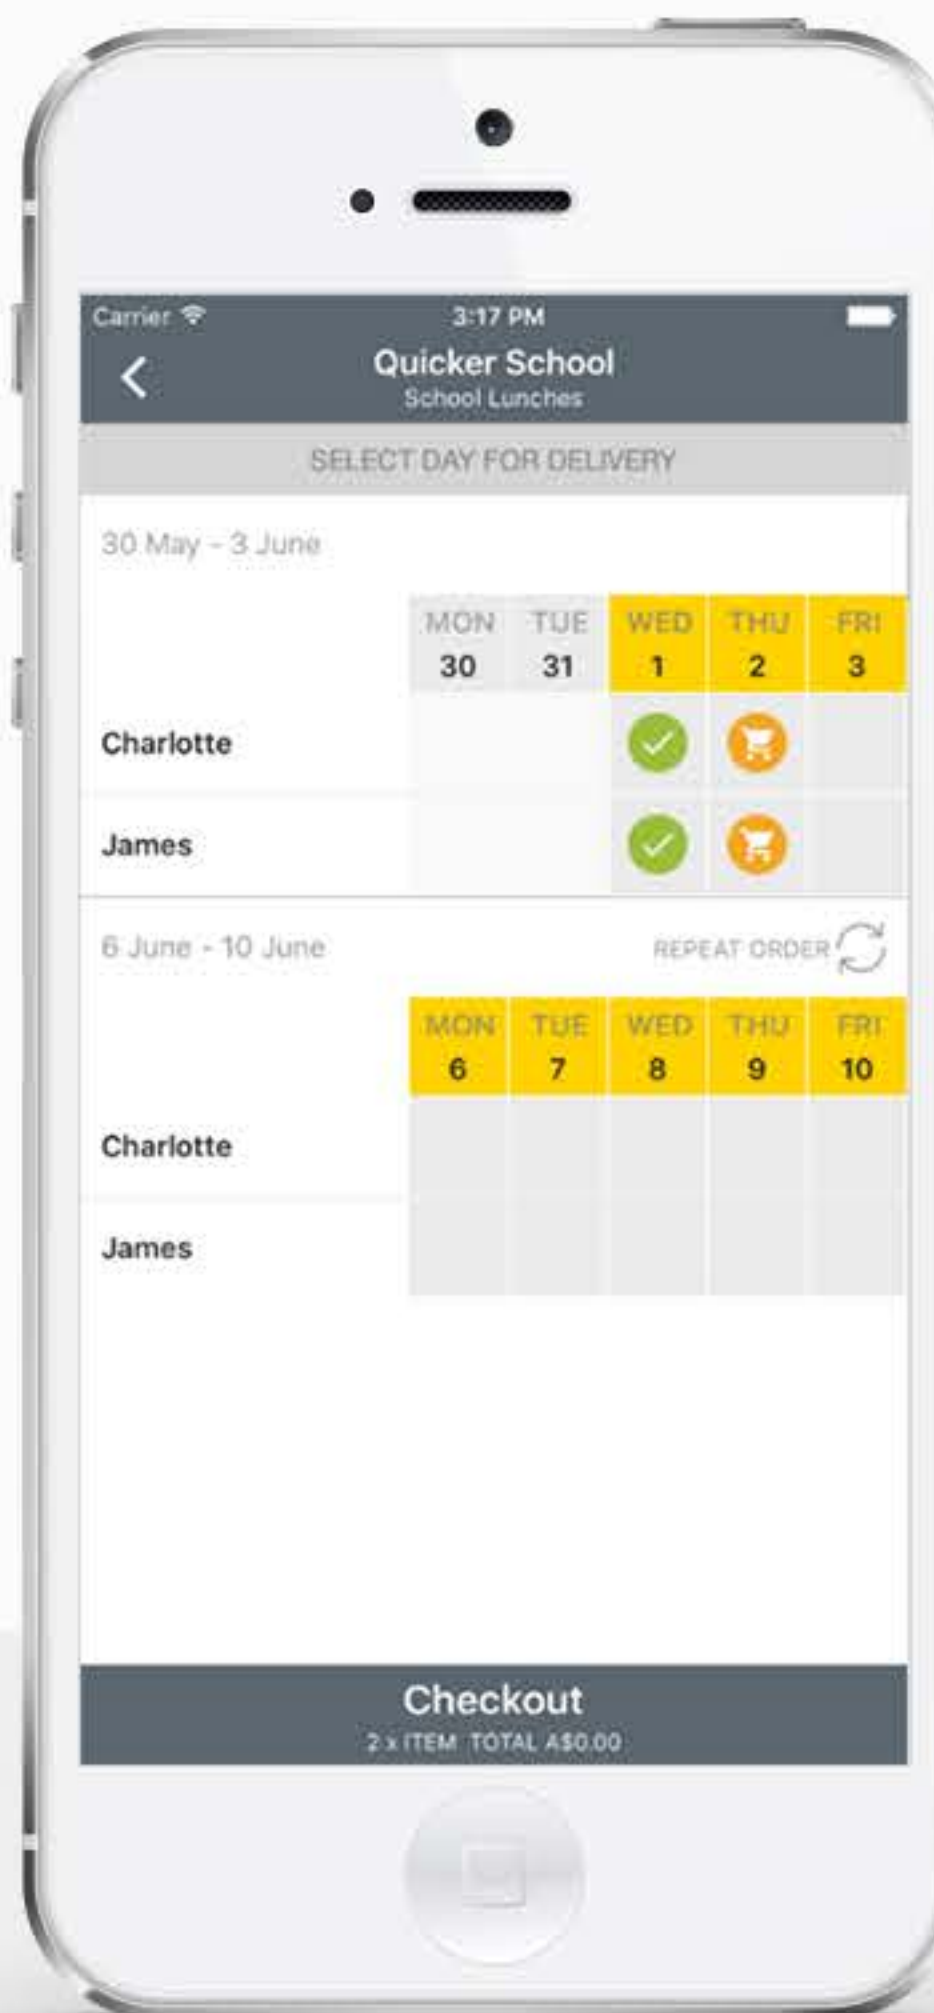 Carrier 3:17 PM
Quicker School
School Lunches
SELECT DAY FOR DELIVERY
30 May - 3 June
MON TUE WED THU FRI
30 31 1 2 3
Charlotte
James
6 June - 10 June REPEAT ORDER
MON TUE WED THU FRI
6 7 8 9 10
Charlotte
James
Checkout
2 x ITEM TOTAL A$0.00